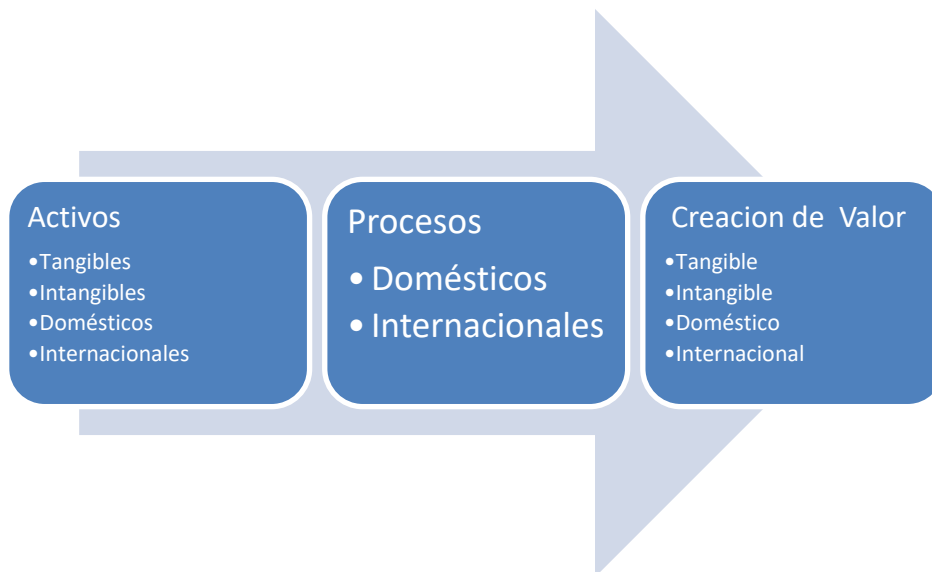 Activos
•Tangibles
•Intangibles
•Domésticos
•Internacionales
Procesos
• Domésticos
• Internacionales
Creacion de Valor
•Tangible
•Intangible
•Doméstico
•Internacional